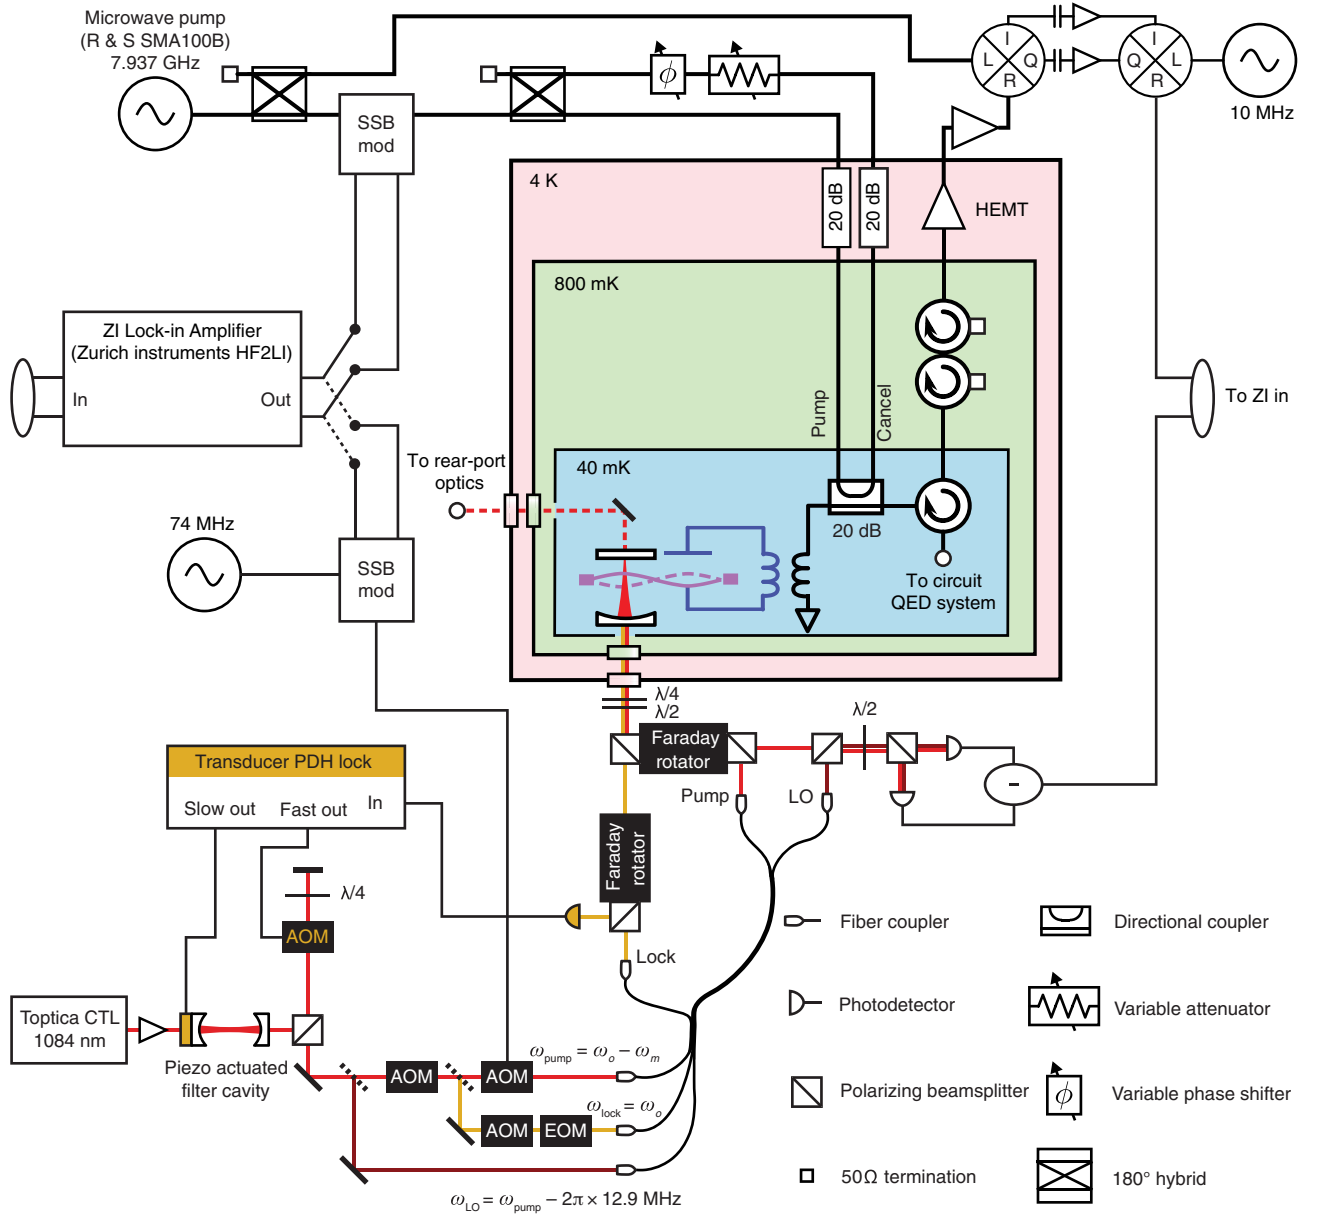 Microwave pump
(R & S SMA100B)
7.937 GHz
SSB
mod
ϕ
L
I
Q
R
Q
I
L
R
10 MHz
4 K
20 dB
20 dB
HEMT
800 mK
ZI Lock-in Amplifier
(Zurich instruments HF2LI)
In
Out
Pump
Cancel
To ZI in
To rear-port
optics
40 mK
20 dB
To circuit
QED system
74 MHz
SSB
mod
λ/4
λ/2
Faraday
rotator
λ/2
Pump
LO
-
Transducer PDH lock
Slow out
Fast out
In
Faraday
rotator
λ/4
AOM
Lock
Toptica CTL
1084 nm
Piezo actuated
filter cavity
AOM
AOM
ω_pump = ω_o − ω_m
AOM
EOM
ω_lock = ω_o
ω_LO = ω_pump − 2π × 12.9 MHz
Fiber coupler
Directional coupler
Photodetector
Variable attenuator
Polarizing beamsplitter
ϕ
Variable phase shifter
50Ω termination
180° hybrid